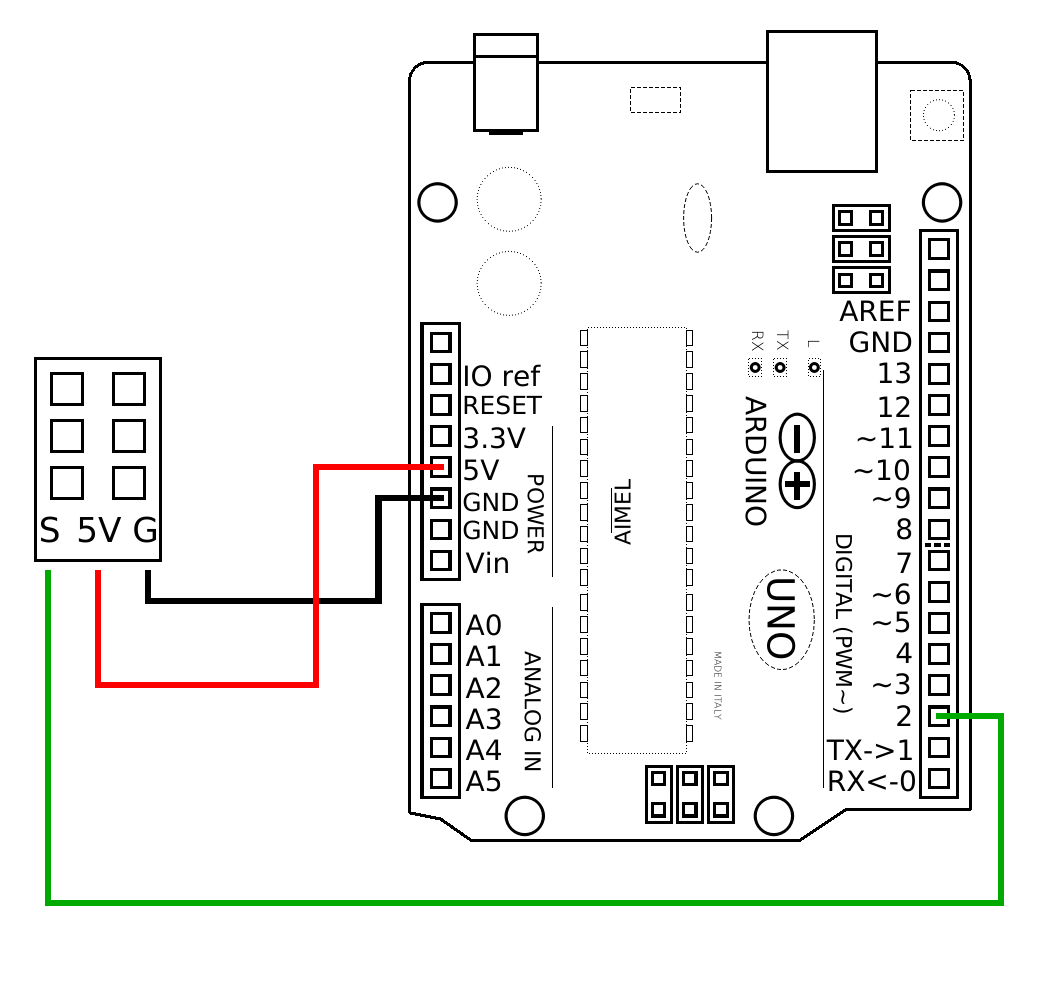 S 5V G
IO ref
RESET
3.3V
5V
GND
GND
Vin
POWER
A0
A1
A2
A3
A4
A5
ANALOG IN
AIMEL
RX
TX
L
ARDUINO
UNO
MADE IN ITALY
DIGITAL (PWM~)
AREF
GND
13
12
~11
~10
~9
8
7
~6
~5
4
~3
2
TX->1
RX<-0